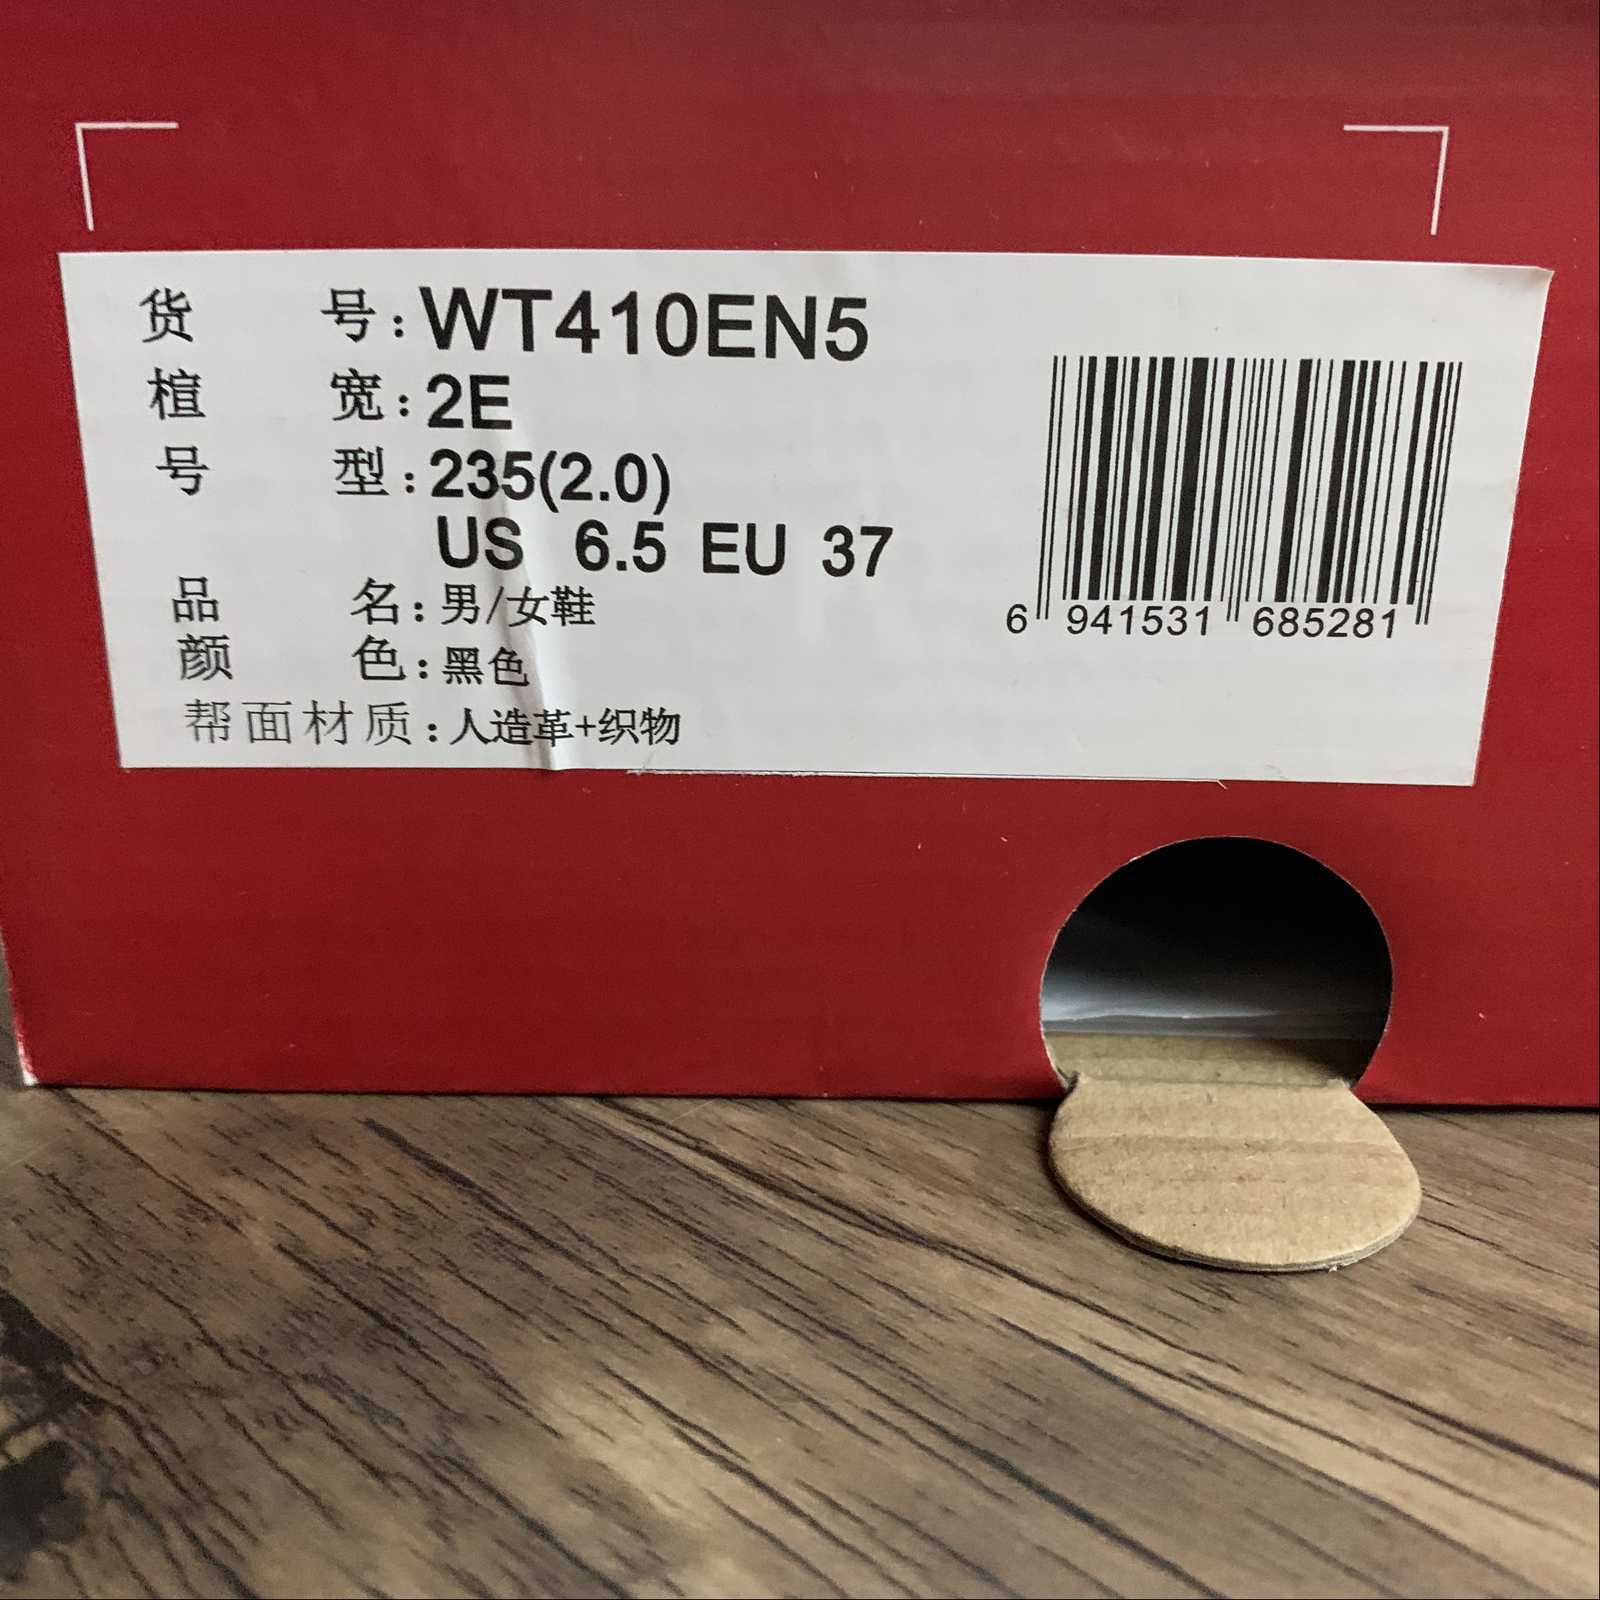 货 号:WT410EN5
楦 宽:2E
号 型:235(2.0)
US 6.5 EU 37
品 名:男/女鞋
颜 色:黑色
帮面材质:人造革+织物
6 941531 685281